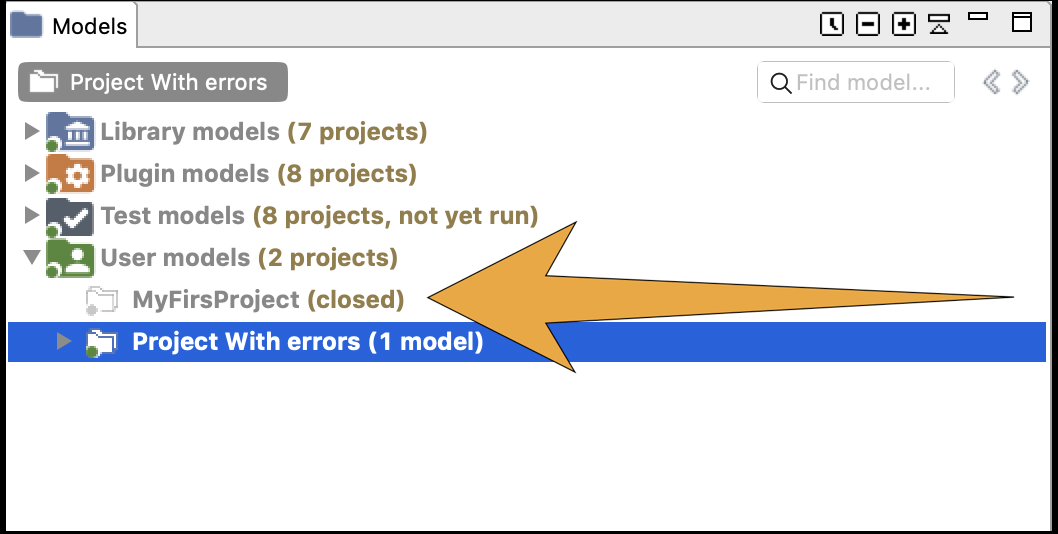 Models
Project With errors
Find model...
Library models (7 projects)
Plugin models (8 projects)
Test models (8 projects, not yet run)
User models (2 projects)
MyFirsProject (closed)
Project With errors (1 model)